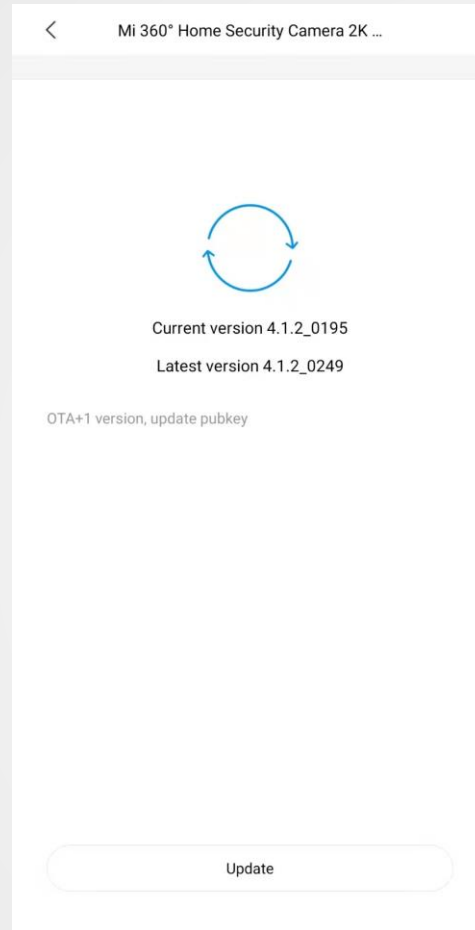 Mi 360° Home Security Camera 2K ...
Current version 4.1.2_0195
Latest version 4.1.2_0249
OTA+1 version, update pubkey
Update